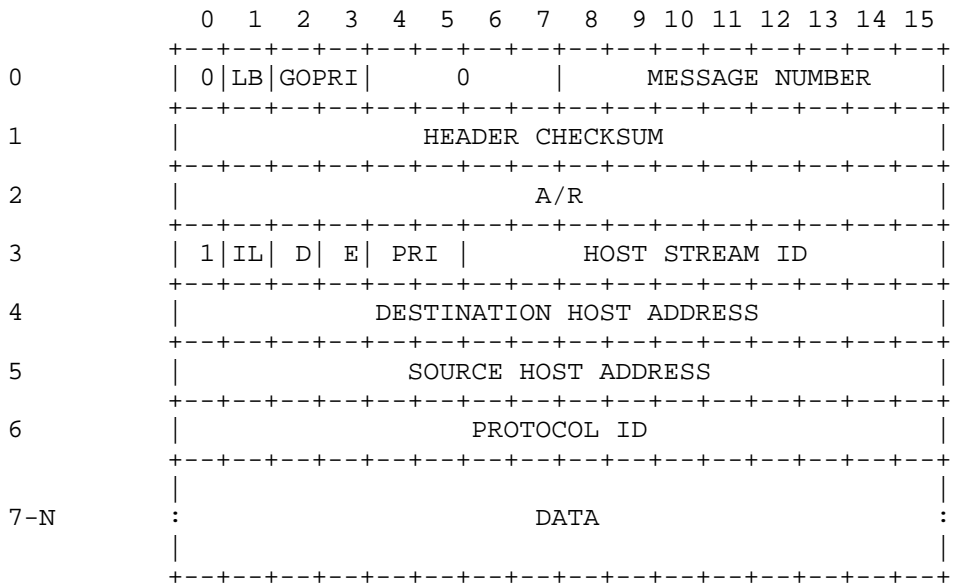 0 1 2 3 4 5 6 7 8 9 10 11 12 13 14 15
0 | 0|LB|GOPRI| 0 | MESSAGE NUMBER |
1 | HEADER CHECKSUM |
2 | A/R |
3 | 1|IL| D| E| PRI | HOST STREAM ID |
4 | DESTINATION HOST ADDRESS |
5 | SOURCE HOST ADDRESS |
6 | PROTOCOL ID |
7-N : DATA :